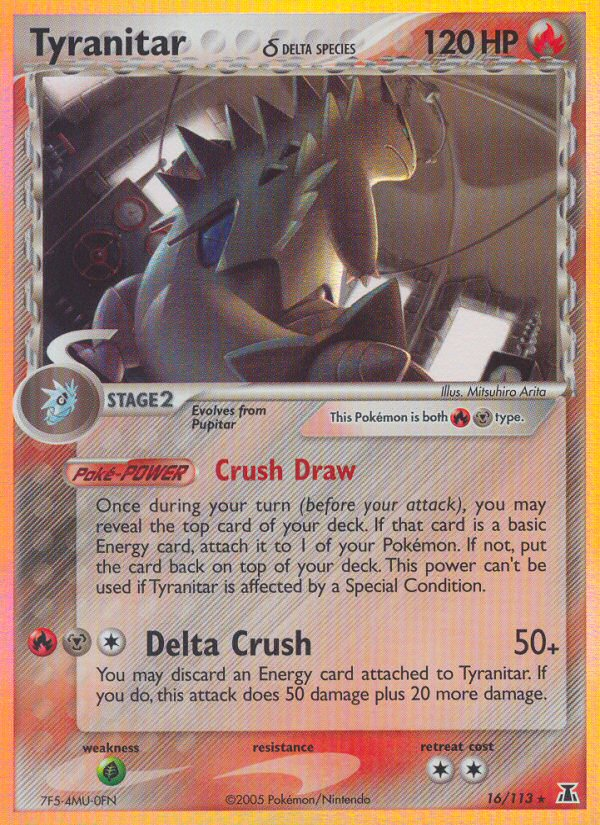 Tyranitar δ DELTA SPECIES 120 HP
Illus. Mitsuhiro Arita
STAGE 2
Evolves from
Pupitar
This Pokémon is both type.
Poké-POWER Crush Draw
Once during your turn (before your attack), you may
reveal the top card of your deck. If that card is a basic
Energy card, attach it to 1 of your Pokémon. If not, put
the card back on top of your deck. This power can't be
used if Tyranitar is affected by a Special Condition.
Delta Crush 50+
You may discard an Energy card attached to Tyranitar. If
you do, this attack does 50 damage plus 20 more damage.
weakness resistance retreat cost
7F5-4MU-0FN ©2005 Pokémon/Nintendo 16/113 ★